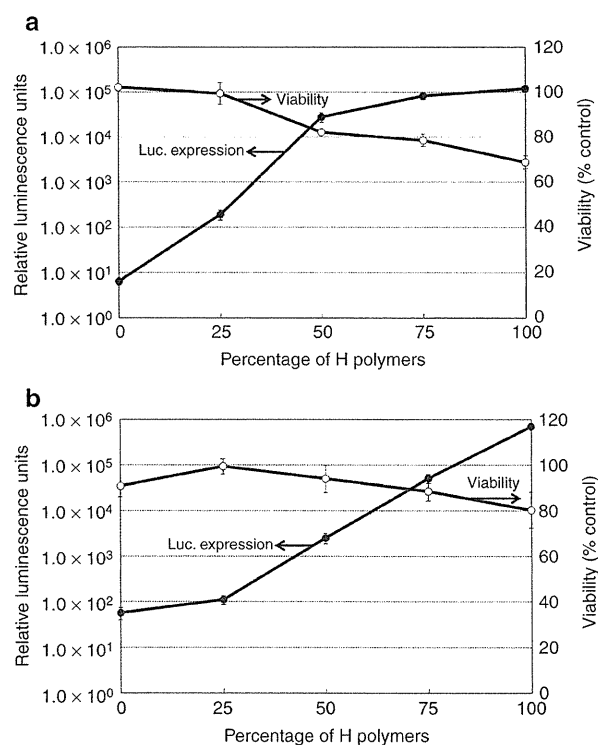 a
Relative luminescence units
1.0 × 10⁶
1.0 × 10⁵
1.0 × 10⁴
1.0 × 10³
1.0 × 10²
1.0 × 10¹
1.0 × 10⁰
Viability
Luc. expression
120
100
80
60
40
20
0
Viability (% control)
0 25 50 75 100
Percentage of H polymers
b
Relative luminescence units
1.0 × 10⁶
1.0 × 10⁵
1.0 × 10⁴
1.0 × 10³
1.0 × 10²
1.0 × 10¹
1.0 × 10⁰
Viability
Luc. expression
120
100
80
60
40
20
0
Viability (% control)
0 25 50 75 100
Percentage of H polymers